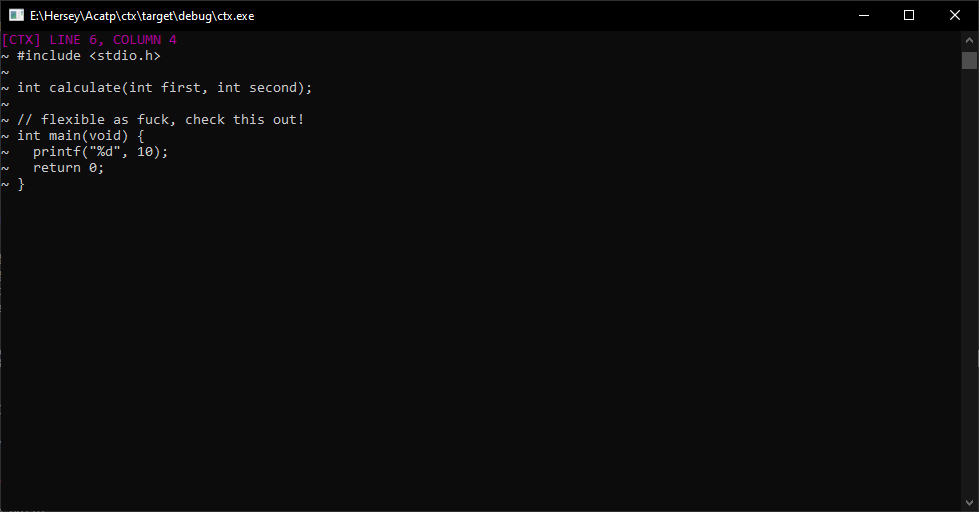 E:\Hersey\Acatp\ctx\target\debug\ctx.exe
[CTX] LINE 6, COLUMN 4
~ #include <stdio.h>
~
~ int calculate(int first, int second);
~
~ // flexible as fuck, check this out!
~ int main(void) {
~   printf("%d", 10);
~   return 0;
~ }